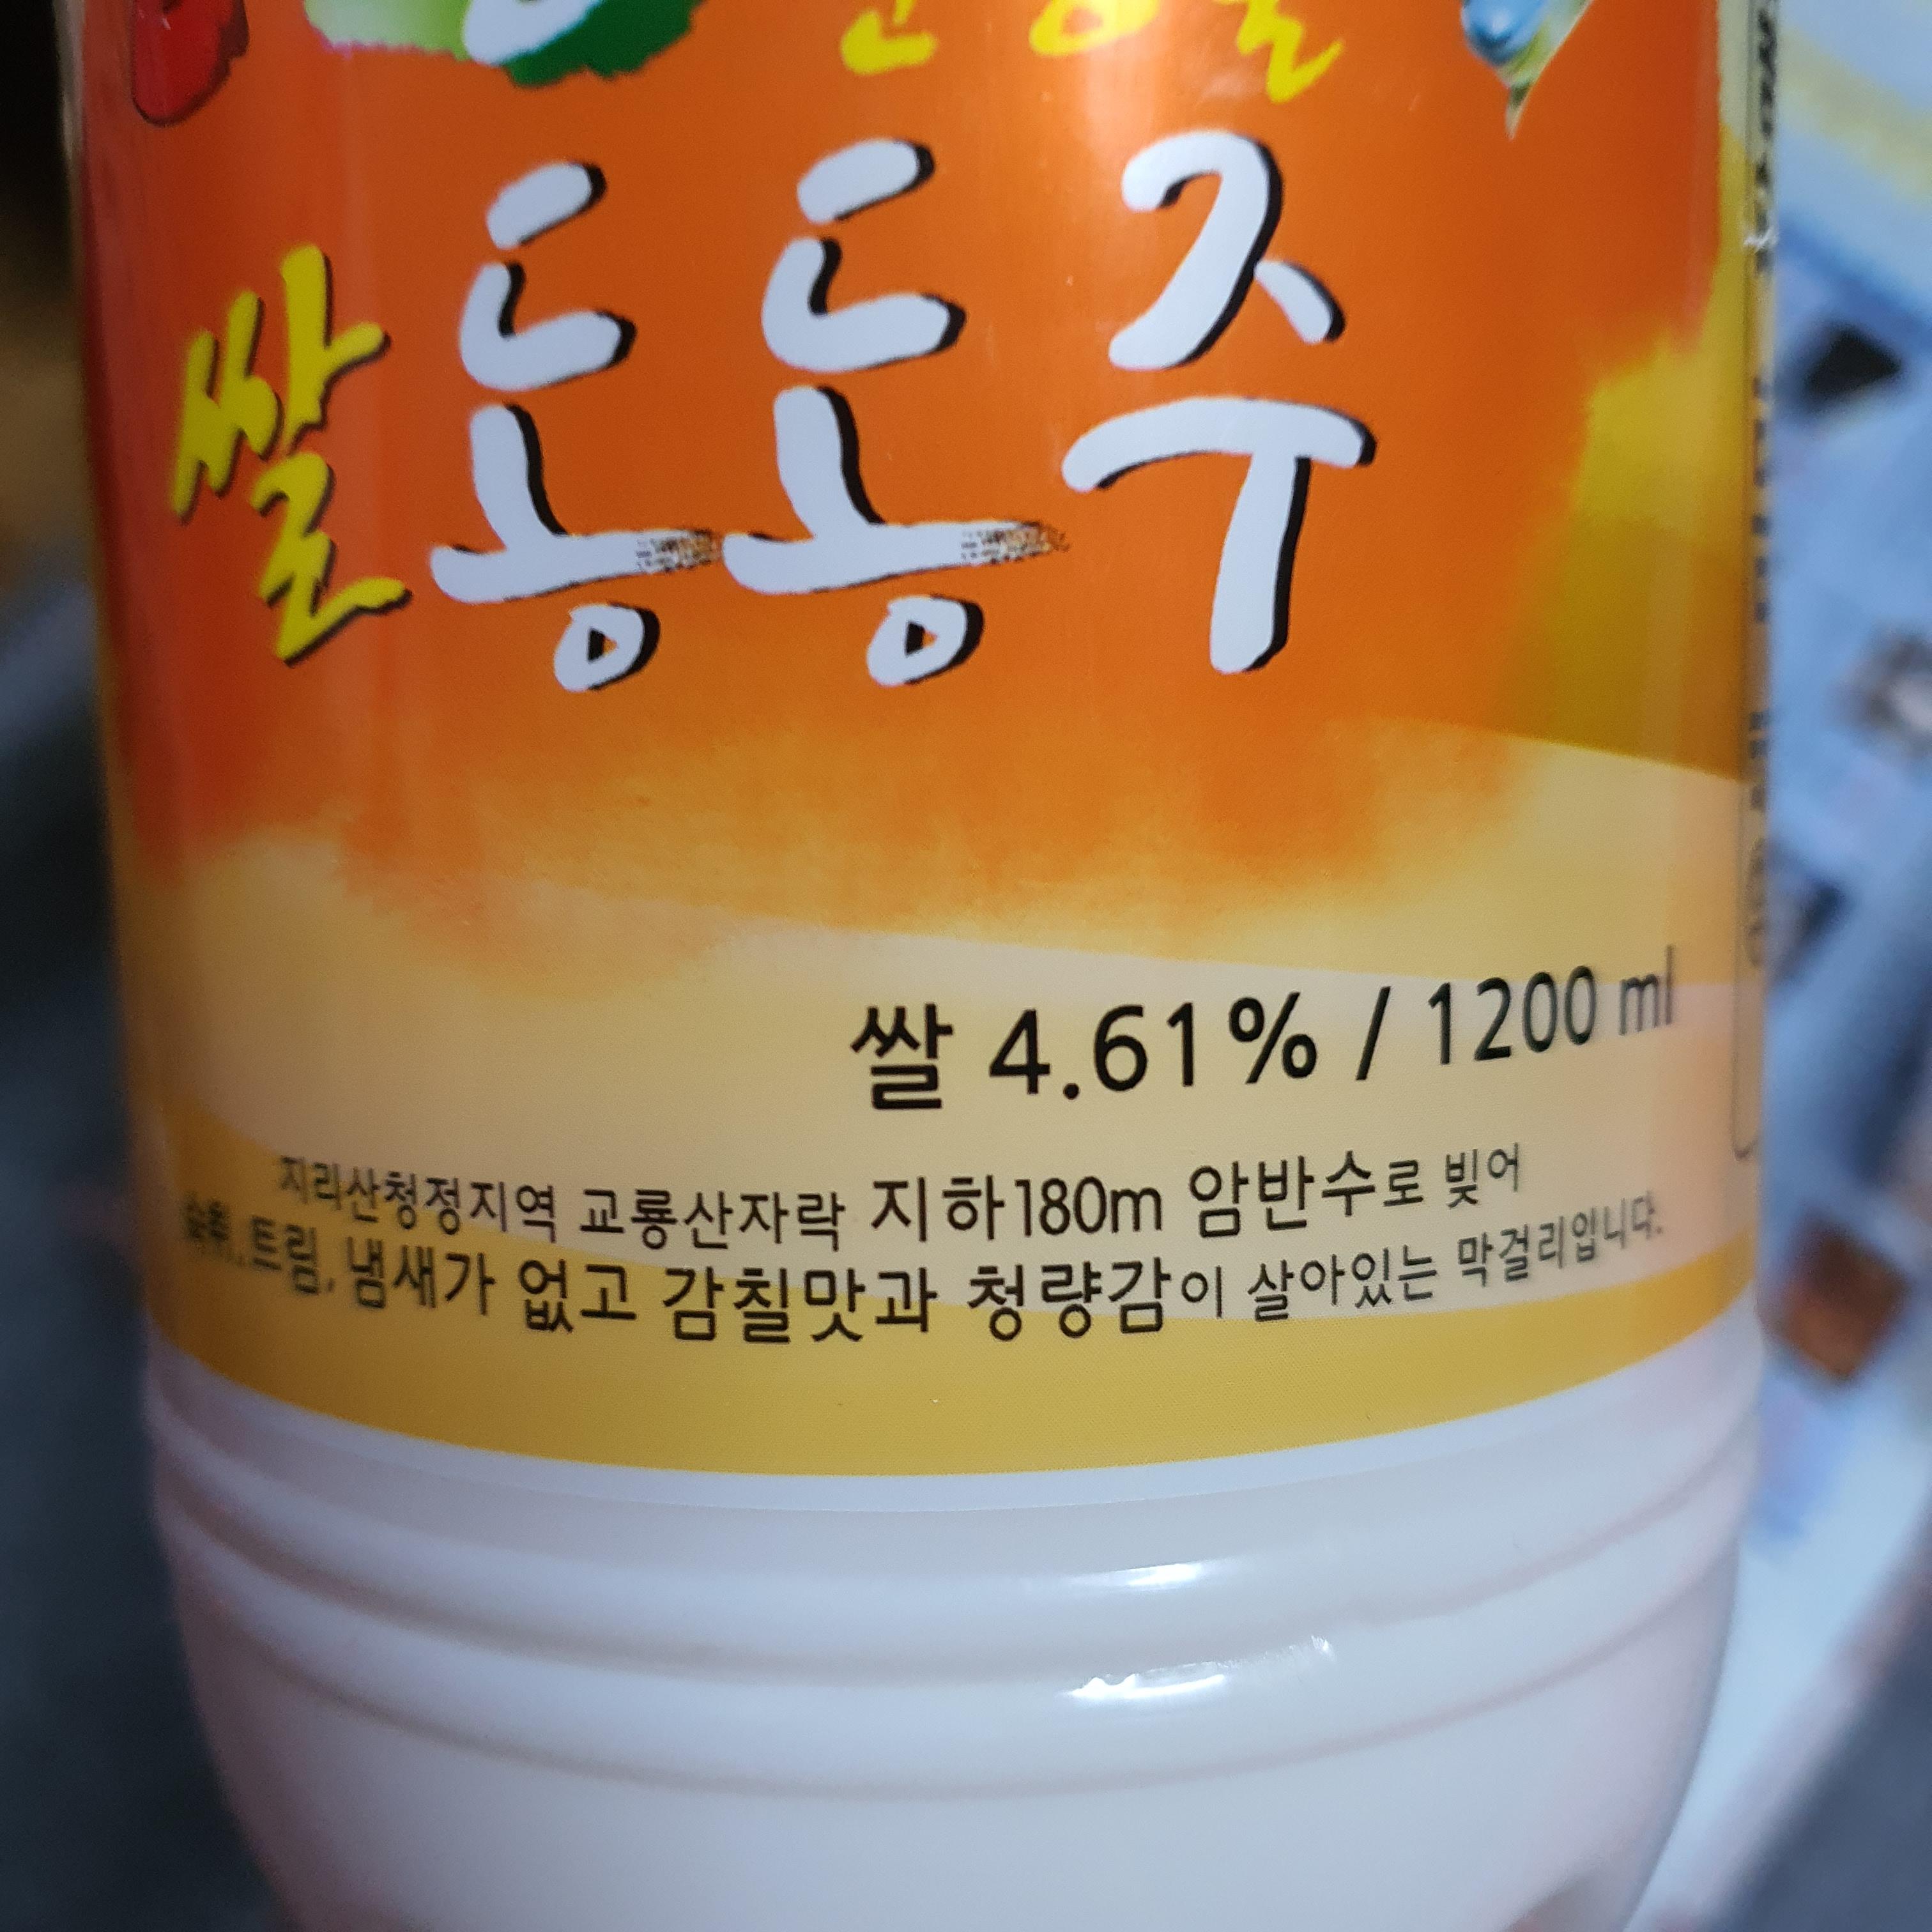 쌀 동동주
쌀 4.61% / 1200 ml
지리산청정지역 교룡산자락 지하180m 암반수로 빚어
숙취, 트림, 냄새가 없고 감칠맛과 청량감이 살아있는 막걸리입니다.